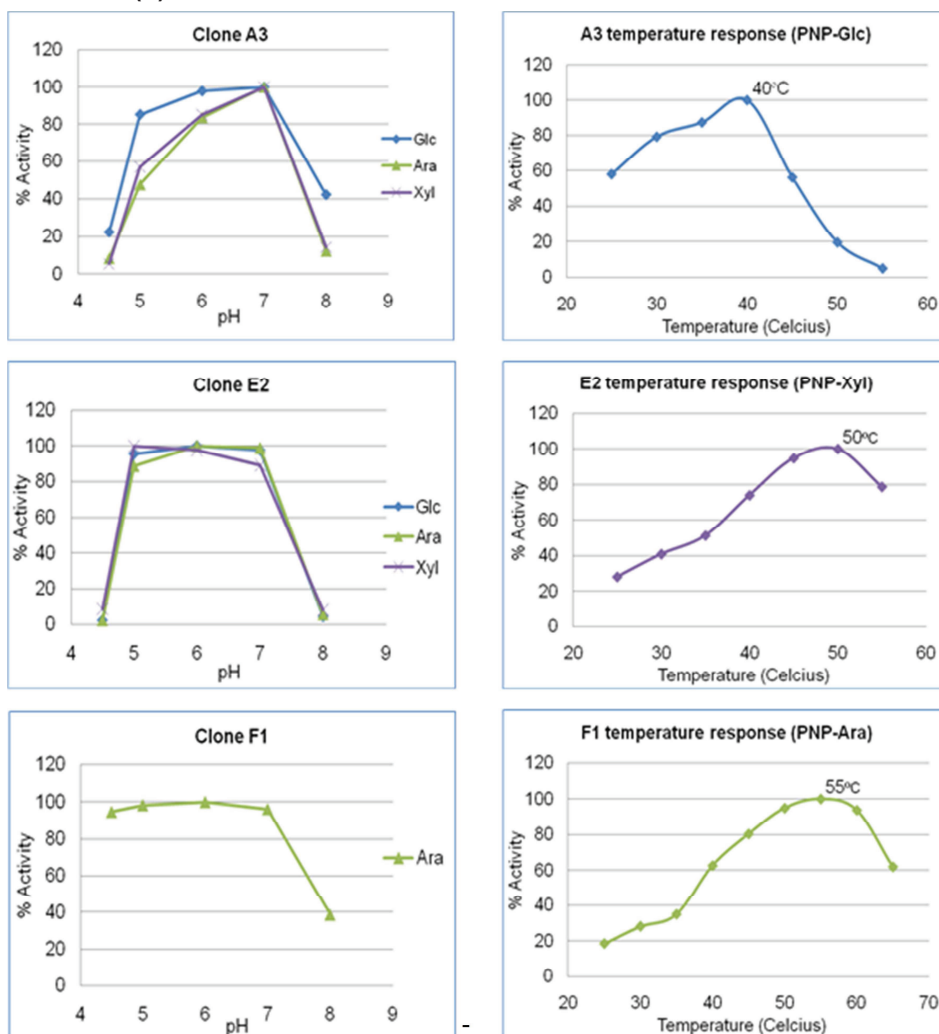 Clone A3
120
100
80
60
40
20
0
% Activity
4 5 6 7 8 9
pH
Glc
Ara
Xyl
A3 temperature response (PNP-Glc)
120
100
80
60
40
20
0
% Activity
40°C
20 30 40 50 60
Temperature (Celcius)
Clone E2
120
100
80
60
40
20
0
% Activity
4 5 6 7 8 9
pH
Glc
Ara
Xyl
E2 temperature response (PNP-Xyl)
120
100
80
60
40
20
0
% Activity
50ºC
20 30 40 50 60
Temperature (Celcius)
Clone F1
120
100
80
60
40
20
0
% Activity
4 5 6 7 8 9
pH
Ara
F1 temperature response (PNP-Ara)
120
100
80
60
40
20
0
% Activity
55ºC
20 30 40 50 60 70
Temperature (Celcius)